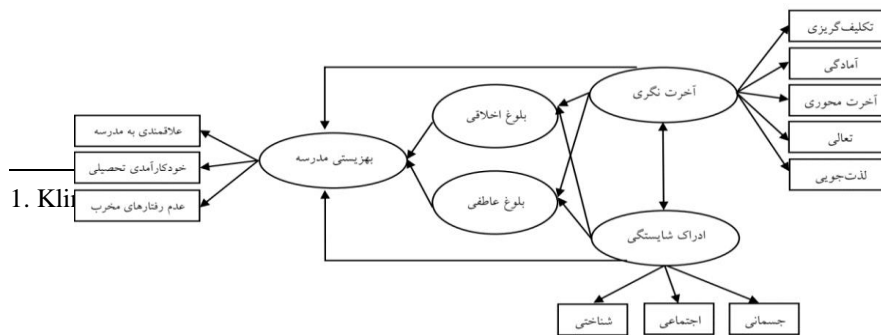 تکلیف‌گریزی
آمادگی
آخرت محوری
تعالی
لذت‌جویی
آخرت نگری
بلوغ اخلاقی
بلوغ عاطفی
بهزیستی مدرسه
علاقمندی به مدرسه
خودکارآمدی تحصیلی
عدم رفتارهای مخرب
ادراک شایستگی
جسمانی
اجتماعی
شناختی
1.